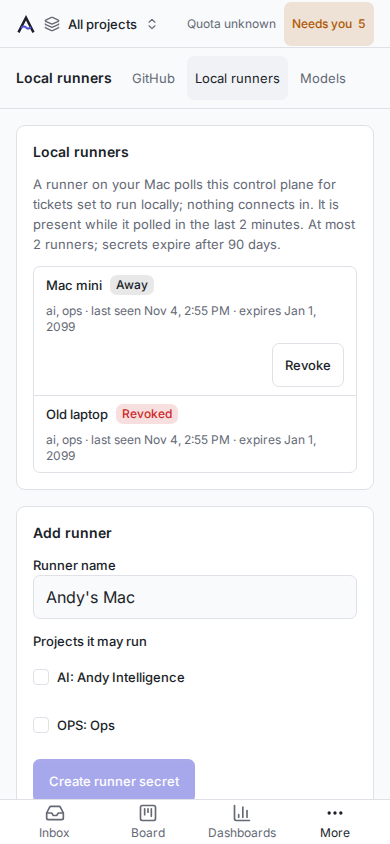 All projects
Quota unknown
Needs you 5
Local runners
GitHub
Local runners
Models
Local runners
A runner on your Mac polls this control plane for
tickets set to run locally; nothing connects in. It is
present while it polled in the last 2 minutes. At most
2 runners; secrets expire after 90 days.
Mac mini
Away
ai, ops · last seen Nov 4, 2:55 PM · expires Jan 1,
2099
Revoke
Old laptop
Revoked
ai, ops · last seen Nov 4, 2:55 PM · expires Jan 1,
2099
Add runner
Runner name
Andy's Mac
Projects it may run
AI: Andy Intelligence
OPS: Ops
Create runner secret
Inbox
Board
Dashboards
More